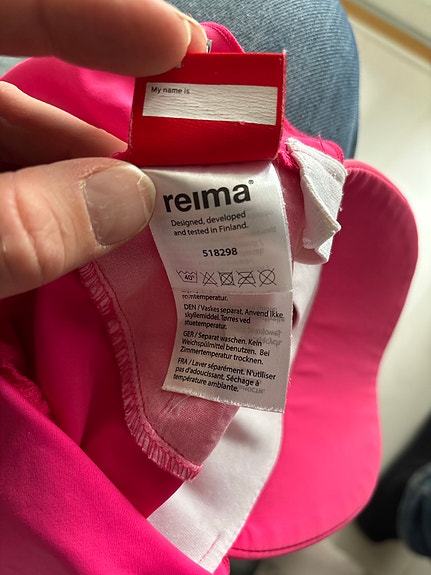 My name is
reima®
Designed, developed
and tested in Finland.
518298
40°
romtemperatur.
DEN / Vaskes separat. Anvend ikke
skyllemiddel. Tørres ved
stuetemperatur.
GER / Separat waschen. Kein
Weichspülmittel benutzen. Bei
Zimmertemperatur trocknen.
FRA / Laver séparément. N'utiliser
pas d'adoucissant. Séchage à
température ambiante.